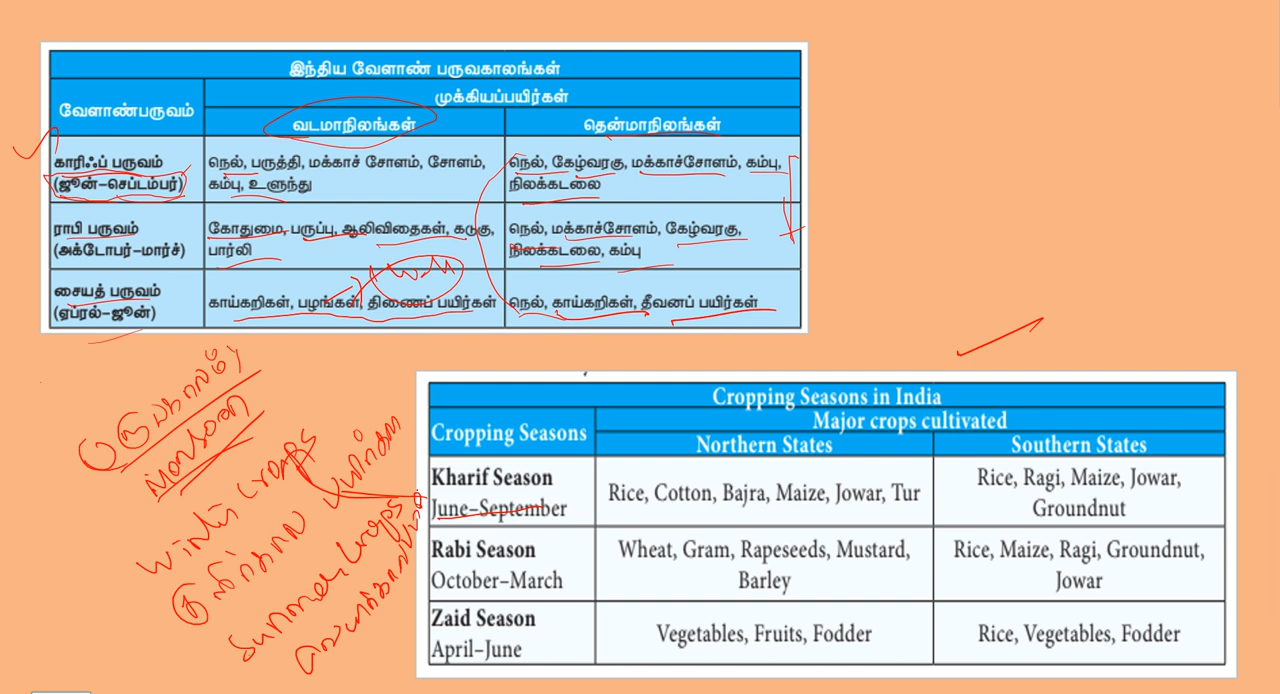 இந்திய வேளாண் பருவகாலங்கள்
வேளாண்பருவம்
முக்கியப்பயிர்கள்
வடமாநிலங்கள்
தென்மாநிலங்கள்
காரிஃப் பருவம்
(ஜூன்–செப்டம்பர்)
நெல், பருத்தி, மக்காச் சோளம், சோளம்,
கம்பு, உளுந்து
நெல், கேழ்வரகு, மக்காச்சோளம், கம்பு,
நிலக்கடலை
ராபி பருவம்
(அக்டோபர்–மார்ச்)
கோதுமை, பருப்பு, ஆலிவிதைகள், கடுகு,
பார்லி
நெல், மக்காச்சோளம், கேழ்வரகு,
நிலக்கடலை, கம்பு
சையத் பருவம்
(ஏப்ரல்–ஜூன்)
காய்கறிகள், பழங்கள், திணைப் பயிர்கள்
நெல், காய்கறிகள், தீவனப் பயிர்கள்
பருவகால
Monsoon
winter crops
குளிர்கால பயிர்கள்
Summer crops
Cropping Seasons in India
Cropping Seasons
Major crops cultivated
Northern States
Southern States
Kharif Season
June–September
Rice, Cotton, Bajra, Maize, Jowar, Tur
Rice, Ragi, Maize, Jowar,
Groundnut
Rabi Season
October–March
Wheat, Gram, Rapeseeds, Mustard,
Barley
Rice, Maize, Ragi, Groundnut,
Jowar
Zaid Season
April–June
Vegetables, Fruits, Fodder
Rice, Vegetables, Fodder